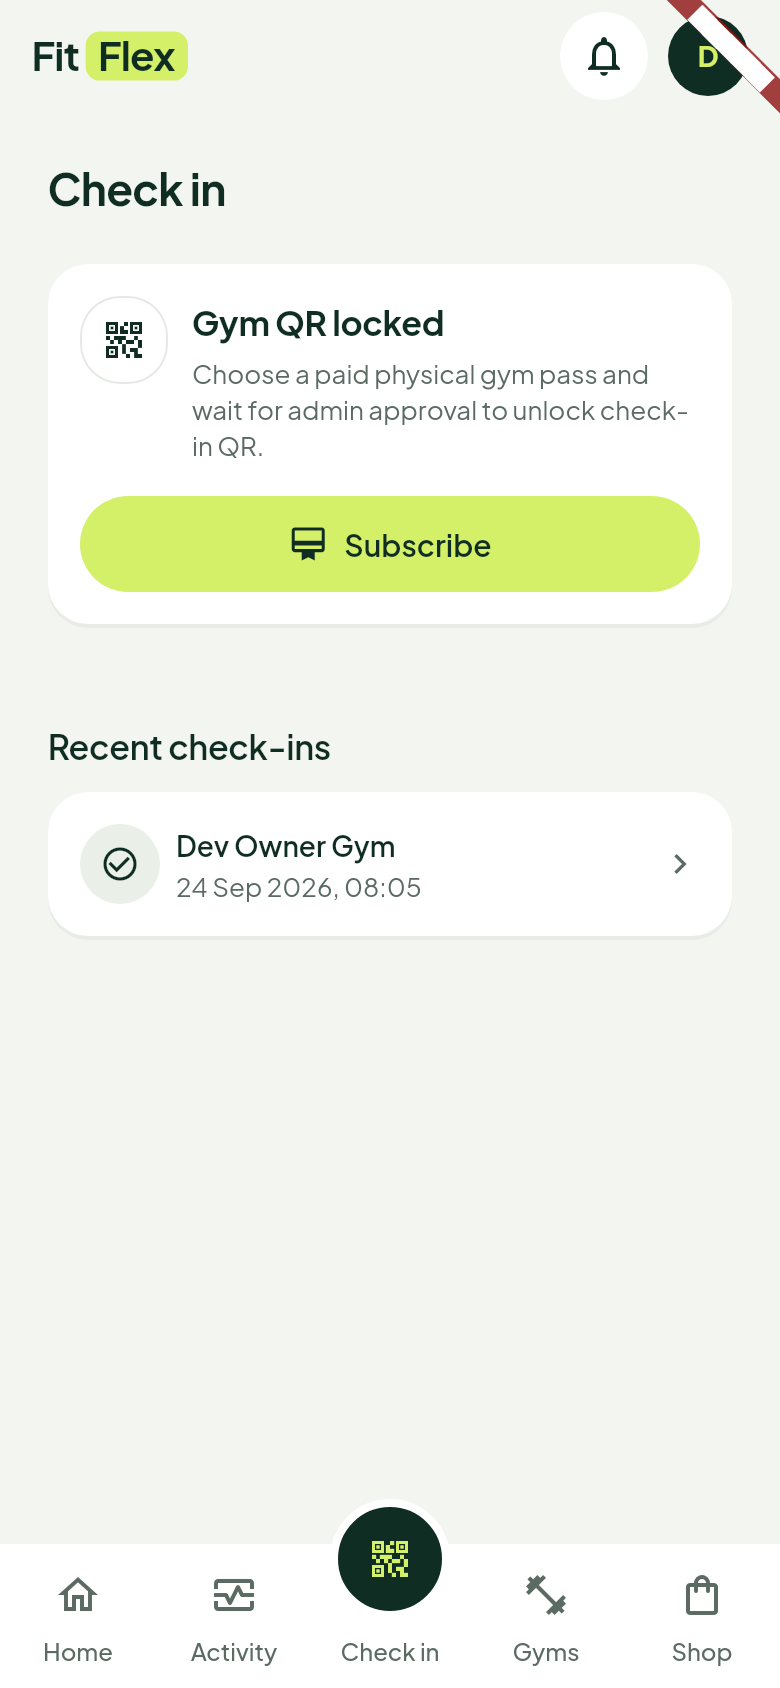 Fit Flex
D
Check in
Gym QR locked
Choose a paid physical gym pass and
wait for admin approval to unlock check-
in QR.
Subscribe
Recent check-ins
Dev Owner Gym
24 Sep 2026, 08:05
Home
Activity
Check in
Gyms
Shop